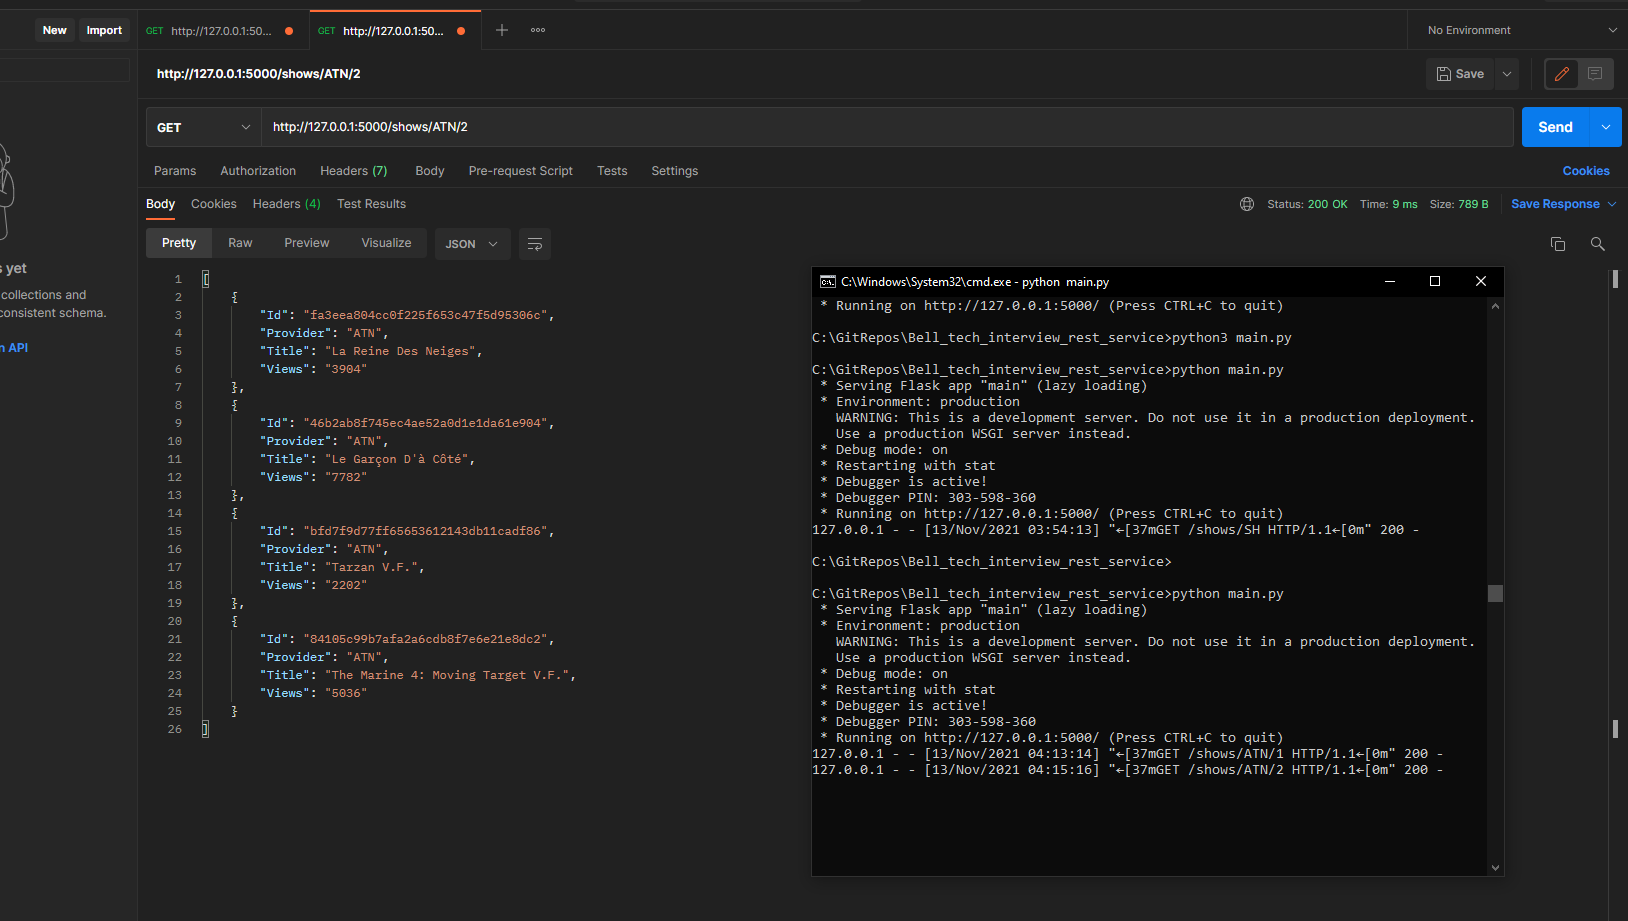 New Import GET http://127.0.0.1:50... GET http://127.0.0.1:50... No Environment
http://127.0.0.1:5000/shows/ATN/2 Save
GET http://127.0.0.1:5000/shows/ATN/2 Send
Params Authorization Headers (7) Body Pre-request Script Tests Settings Cookies
Body Cookies Headers (4) Test Results Status: 200 OK Time: 9 ms Size: 789 B Save Response
Pretty Raw Preview Visualize JSON
s yet
collections and
consistent schema.
n API
1 [
2 {
3 "Id": "fa3eea804cc0f225f653c47f5d95306c",
4 "Provider": "ATN",
5 "Title": "La Reine Des Neiges",
6 "Views": "3904"
7 },
8 {
9 "Id": "46b2ab8f745ec4ae52a0d1e1da61e904",
10 "Provider": "ATN",
11 "Title": "Le Garçon D'à Côté",
12 "Views": "7782"
13 },
14 {
15 "Id": "bfd7f9d77ff65653612143db11cadf86",
16 "Provider": "ATN",
17 "Title": "Tarzan V.F.",
18 "Views": "2202"
19 },
20 {
21 "Id": "84105c99b7afa2a6cdb8f7e6e21e8dc2",
22 "Provider": "ATN",
23 "Title": "The Marine 4: Moving Target V.F.",
24 "Views": "5036"
25 }
26 ]
C:\Windows\System32\cmd.exe - python main.py
* Running on http://127.0.0.1:5000/ (Press CTRL+C to quit)
C:\GitRepos\Bell_tech_interview_rest_service>python3 main.py
C:\GitRepos\Bell_tech_interview_rest_service>python main.py
* Serving Flask app "main" (lazy loading)
* Environment: production
WARNING: This is a development server. Do not use it in a production deployment.
Use a production WSGI server instead.
* Debug mode: on
* Restarting with stat
* Debugger is active!
* Debugger PIN: 303-598-360
* Running on http://127.0.0.1:5000/ (Press CTRL+C to quit)
127.0.0.1 - - [13/Nov/2021 03:54:13] "←[37mGET /shows/SH HTTP/1.1←[0m" 200 -
C:\GitRepos\Bell_tech_interview_rest_service>
C:\GitRepos\Bell_tech_interview_rest_service>python main.py
* Serving Flask app "main" (lazy loading)
* Environment: production
WARNING: This is a development server. Do not use it in a production deployment.
Use a production WSGI server instead.
* Debug mode: on
* Restarting with stat
* Debugger is active!
* Debugger PIN: 303-598-360
* Running on http://127.0.0.1:5000/ (Press CTRL+C to quit)
127.0.0.1 - - [13/Nov/2021 04:13:14] "←[37mGET /shows/ATN/1 HTTP/1.1←[0m" 200 -
127.0.0.1 - - [13/Nov/2021 04:15:16] "←[37mGET /shows/ATN/2 HTTP/1.1←[0m" 200 -